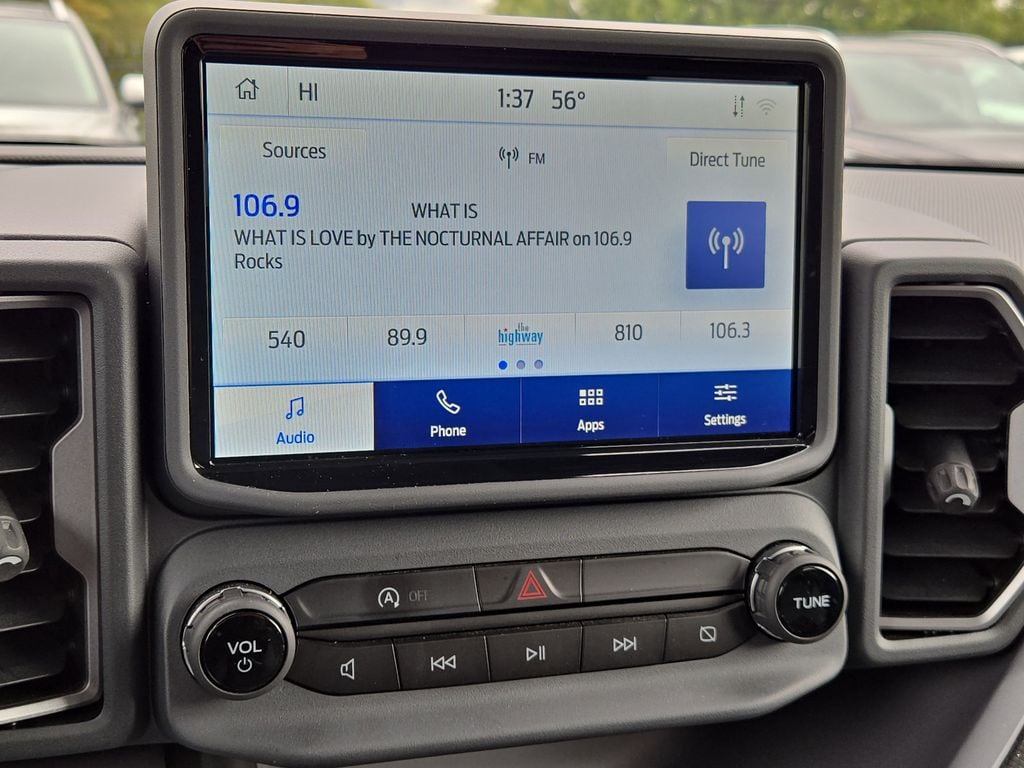 HI 1:37 56°
Sources FM Direct Tune
106.9 WHAT IS
WHAT IS LOVE by THE NOCTURNAL AFFAIR on 106.9
Rocks
540 89.9 the highway 810 106.3
Audio Phone Apps Settings
A OFF
VOL TUNE